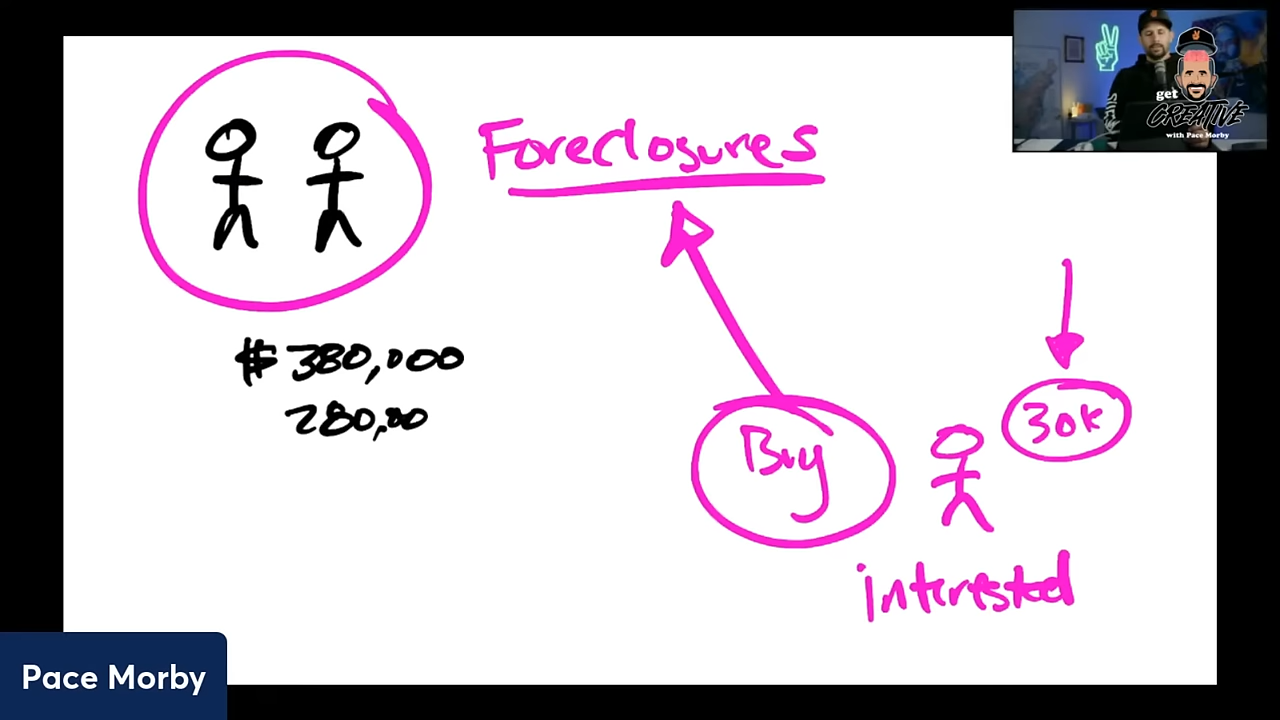 Foreclosures
get
CREATIVE
with Pace Morby
$380,000
280,00
Buy
30K
interested
Pace Morby